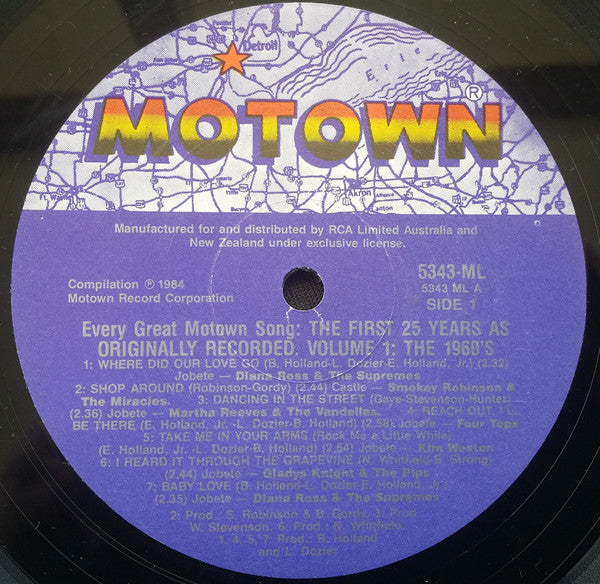 Detroit
Erie
MOTOWN®
Akron
Canton
Manufactured for and distributed by RCA Limited Australia and
New Zealand under exclusive license.
Compilation ℗ 1984
Motown Record Corporation
5343-ML
5343 ML A
SIDE 1
Every Great Motown Song: THE FIRST 25 YEARS AS
ORIGINALLY RECORDED. VOLUME 1: THE 1960'S
1: WHERE DID OUR LOVE GO (B. Holland-L. Dozier-E. Holland, Jr.) (2.32)
Jobete — Diana Ross & The Supremes
2: SHOP AROUND (Robinson-Gordy) (2.44) Castle — Smokey Robinson &
The Miracles. 3: DANCING IN THE STREET (Gaye-Stevenson-Hunter)
(2.36) Jobete — Martha Reeves & The Vandellas. 4: REACH OUT, I'LL
BE THERE (E. Holland, Jr. -L. Dozier-B. Holland) (2.58) Jobete — Four Tops
5: TAKE ME IN YOUR ARMS (Rock Me a Little While)
(E. Holland, Jr. -L. Dozier-B. Holland) (2.54) Jobete — Kim Weston
6: I HEARD IT THROUGH THE GRAPEVINE (N. Whitfield-B. Strong)
(2.44) Jobete — Gladys Knight & The Pips
7: BABY LOVE (B. Holland-L. Dozier-E. Holland, Jr.)
(2.35) Jobete — Diana Ross & The Supremes
2: Prod.: S. Robinson & B. Gordy. 3: Prod.:
W. Stevenson. 6: Prod.: N. Whitfield.
1, 4, 5, 7: Prod.: B. Holland
and L. Dozier